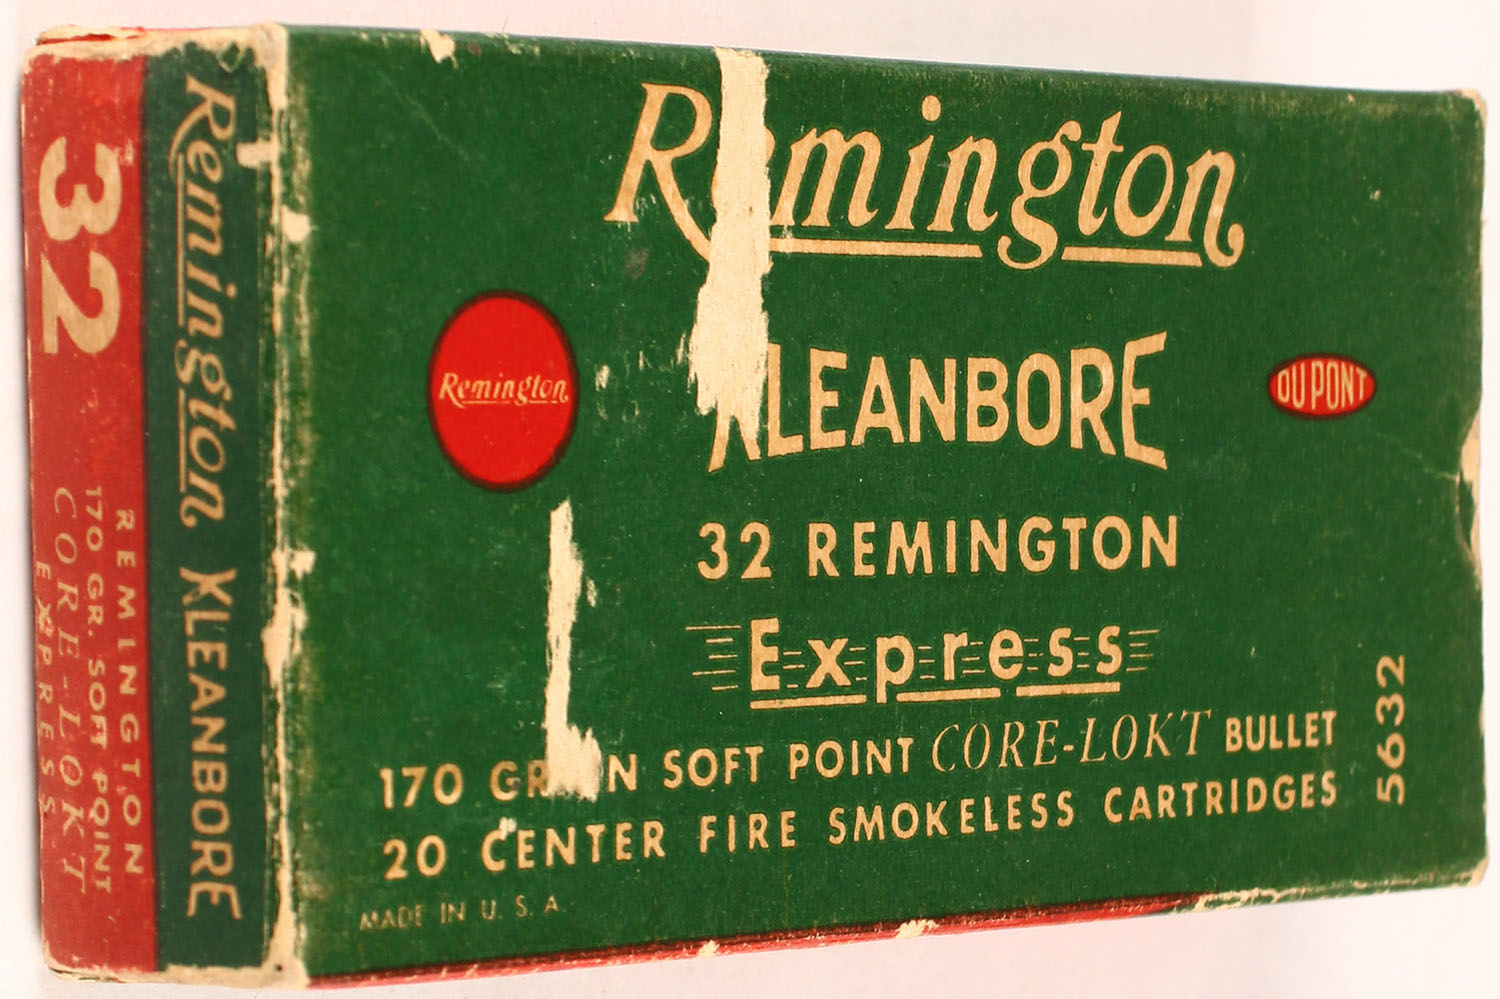 Remington
KLEANBORE
Remington
DU PONT
32 REMINGTON
Express
170 GR N SOFT POINT CORE-LOKT BULLET
20 CENTER FIRE SMOKELESS CARTRIDGES
MADE IN U. S. A.
5632
Remington KLEANBORE
32
REMINGTON
170 GR. SOFT POINT
CORE-LOKT
EXPRESS